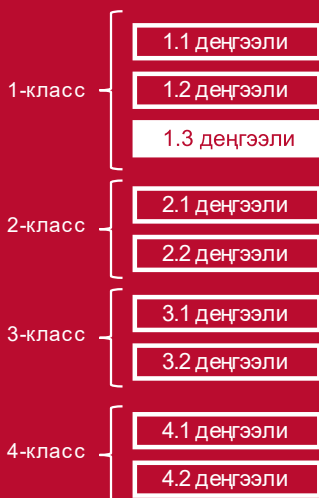 1-класс
1.1 деңгээли
1.2 деңгээли
1.3 деңгээли
2-класс
2.1 деңгээли
2.2 деңгээли
3-класс
3.1 деңгээли
3.2 деңгээли
4-класс
4.1 деңгээли
4.2 деңгээли